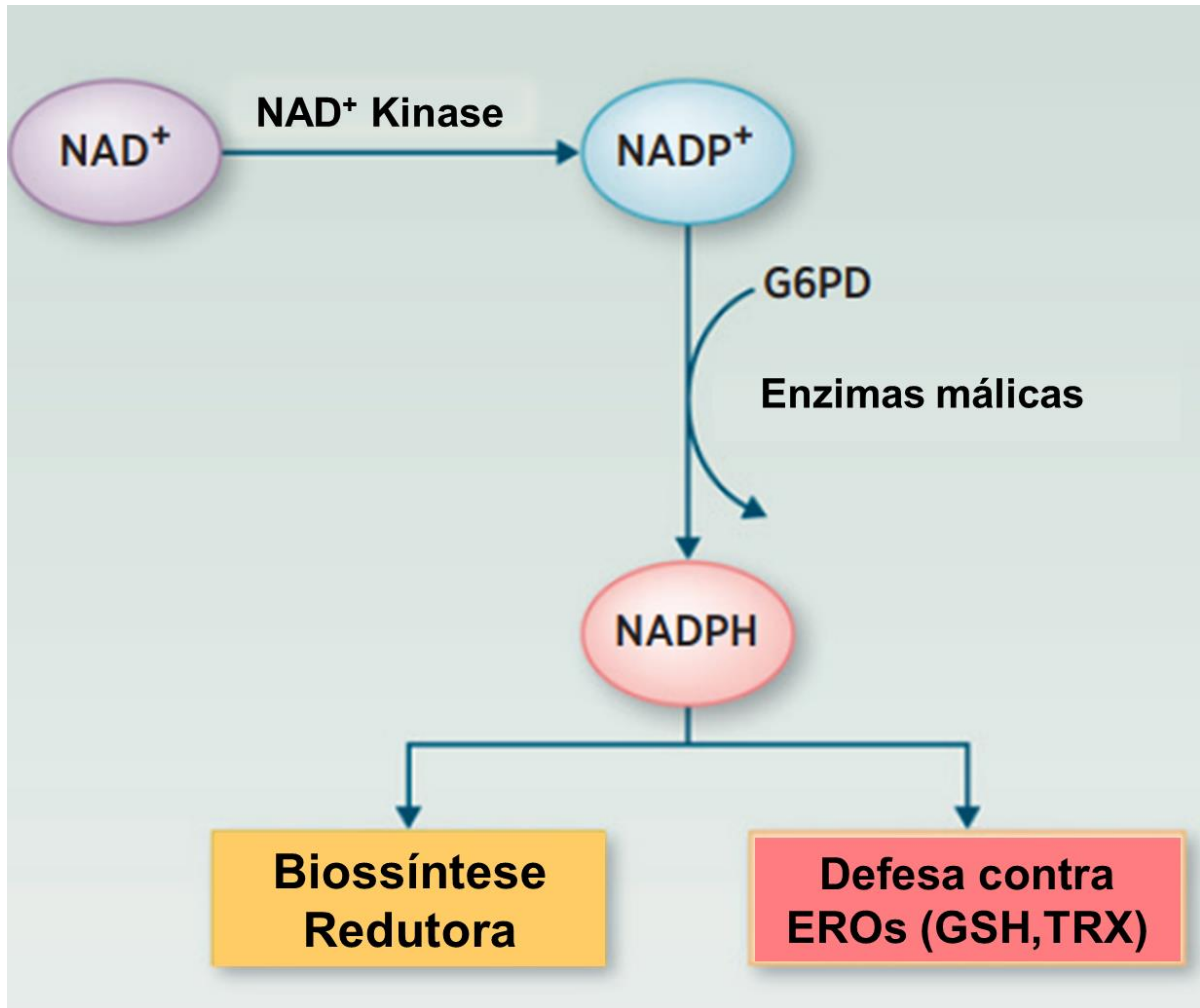 NAD⁺
NAD⁺ Kinase
NADP⁺
G6PD
Enzimas málicas
NADPH
Biossíntese
Redutora
Defesa contra
EROs (GSH,TRX)